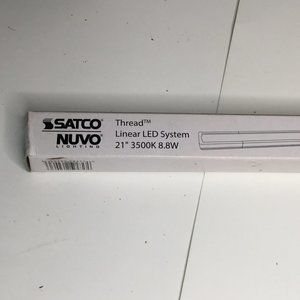 SATCO
NUVO
LIGHTING
Thread™
Linear LED System
21" 3500K 8.8W